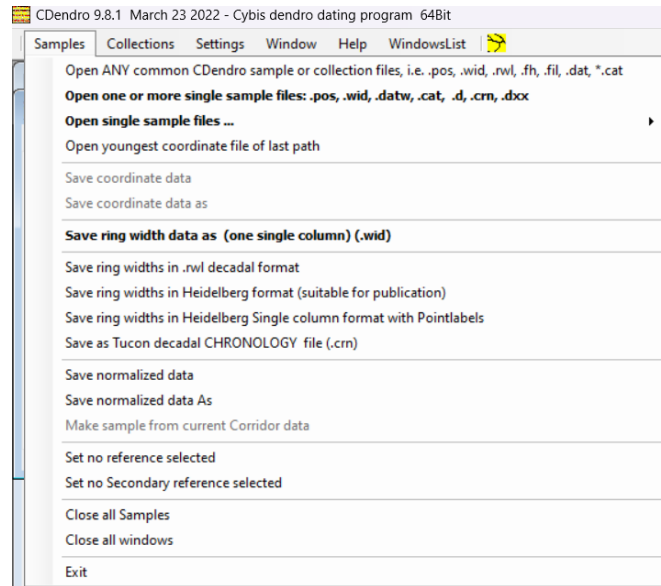 CDendro 9.8.1 March 23 2022 - Cybis dendro dating program 64Bit
Samples Collections Settings Window Help WindowsList
Open ANY common CDendro sample or collection files, i.e. .pos, .wid, .rwl, .fh, .fil, .dat, *.cat
Open one or more single sample files: .pos, .wid, .datw, .cat, .d, .crn, .dxx
Open single sample files ...
Open youngest coordinate file of last path
Save coordinate data
Save coordinate data as
Save ring width data as (one single column) (.wid)
Save ring widths in .rwl decadal format
Save ring widths in Heidelberg format (suitable for publication)
Save ring widths in Heidelberg Single column format with Pointlabels
Save as Tucon decadal CHRONOLOGY file (.crn)
Save normalized data
Save normalized data As
Make sample from current Corridor data
Set no reference selected
Set no Secondary reference selected
Close all Samples
Close all windows
Exit